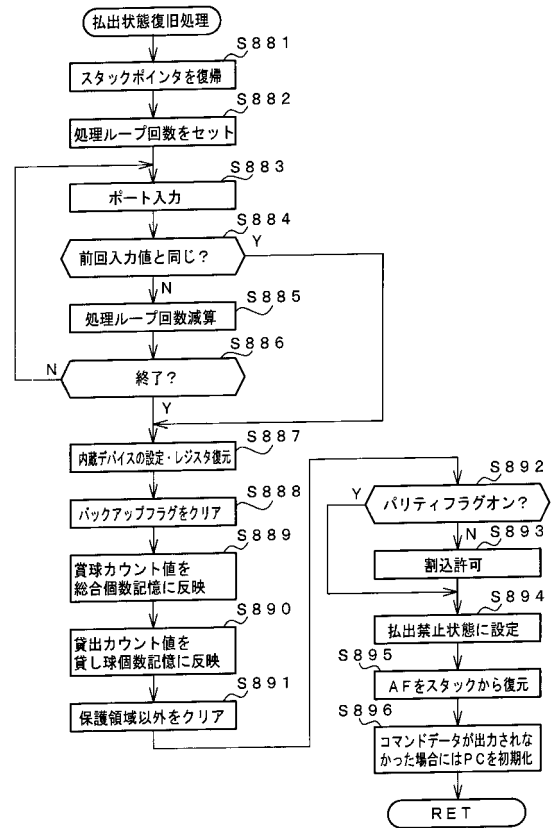 払出状態復旧処理
S881
スタックポインタを復帰
S882
処理ループ回数をセット
S883
ポート入力
S884
前回入力値と同じ？
Y
N
S885
処理ループ回数減算
S886
N
終了？
Y
S887
内蔵デバイスの設定・レジスタ復元
S888
バックアップフラグをクリア
S889
賞球カウント値を
総合個数記憶に反映
S890
貸出カウント値を
貸し球個数記憶に反映
S891
保護領域以外をクリア
S892
Y
パリティフラグオン？
N
S893
割込許可
S894
払出禁止状態に設定
S895
AFをスタックから復元
S896
コマンドデータが出力されな
かった場合にはPCを初期化
RET